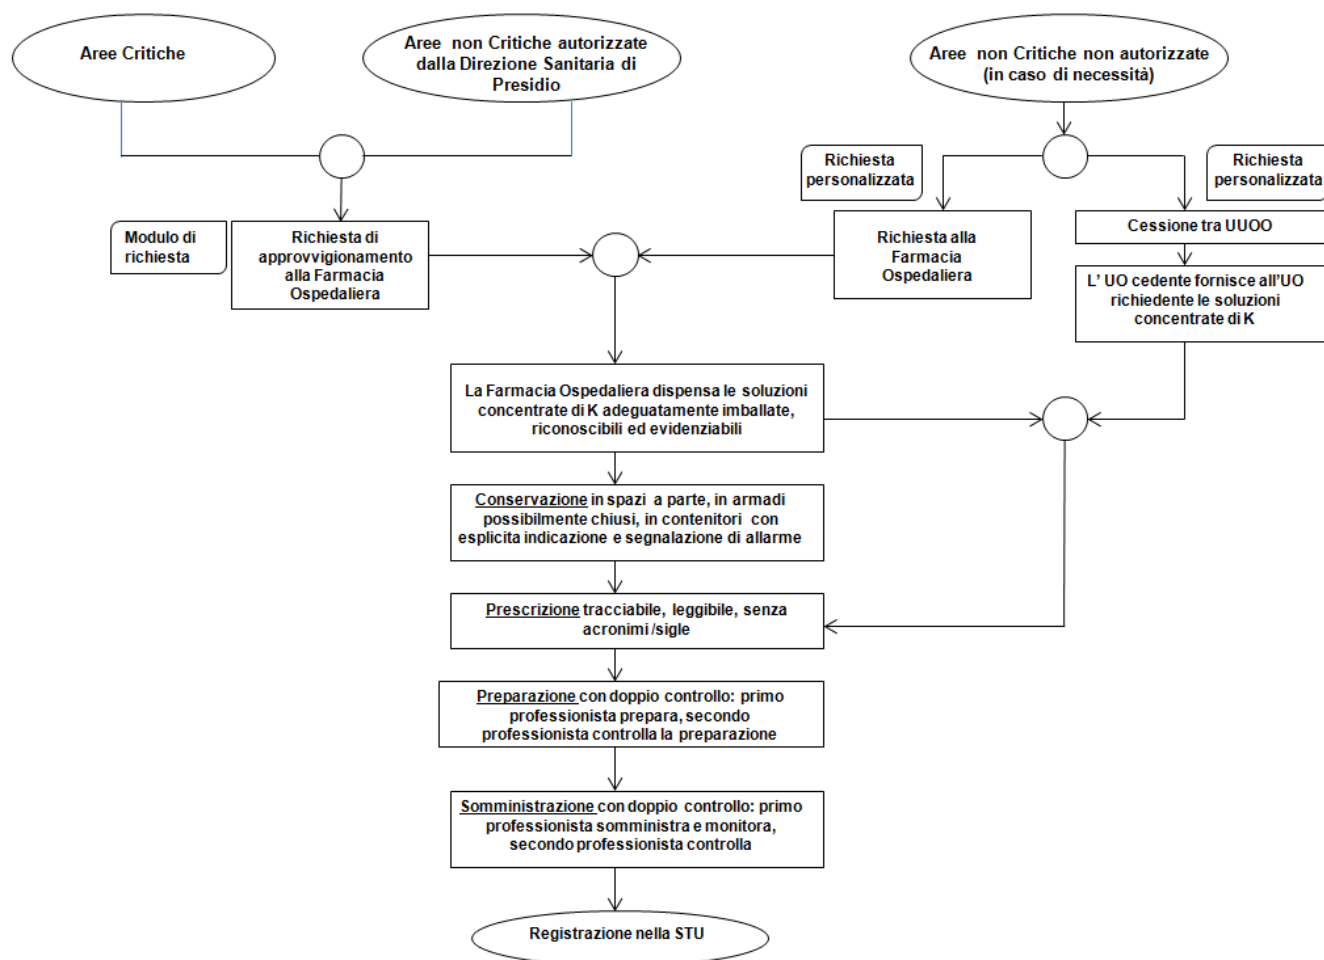 Aree Critiche
Aree non Critiche autorizzate
dalla Direzione Sanitaria di
Presidio
Aree non Critiche non autorizzate
(in caso di necessità)
Richiesta
personalizzata
Richiesta
personalizzata
Modulo di
richiesta
Richiesta di
approvvigionamento
alla Farmacia
Ospedaliera
Richiesta alla
Farmacia
Ospedaliera
Cessione tra UUOO
L' UO cedente fornisce all'UO
richiedente le soluzioni
concentrate di K
La Farmacia Ospedaliera dispensa le soluzioni
concentrate di K adeguatamente imballate,
riconoscibili ed evidenziabili
Conservazione in spazi a parte, in armadi
possibilmente chiusi, in contenitori con
esplicita indicazione e segnalazione di allarme
Prescrizione tracciabile, leggibile, senza
acronimi /sigle
Preparazione con doppio controllo: primo
professionista prepara, secondo
professionista controlla la preparazione
Somministrazione con doppio controllo: primo
professionista somministra e monitora,
secondo professionista controlla
Registrazione nella STU